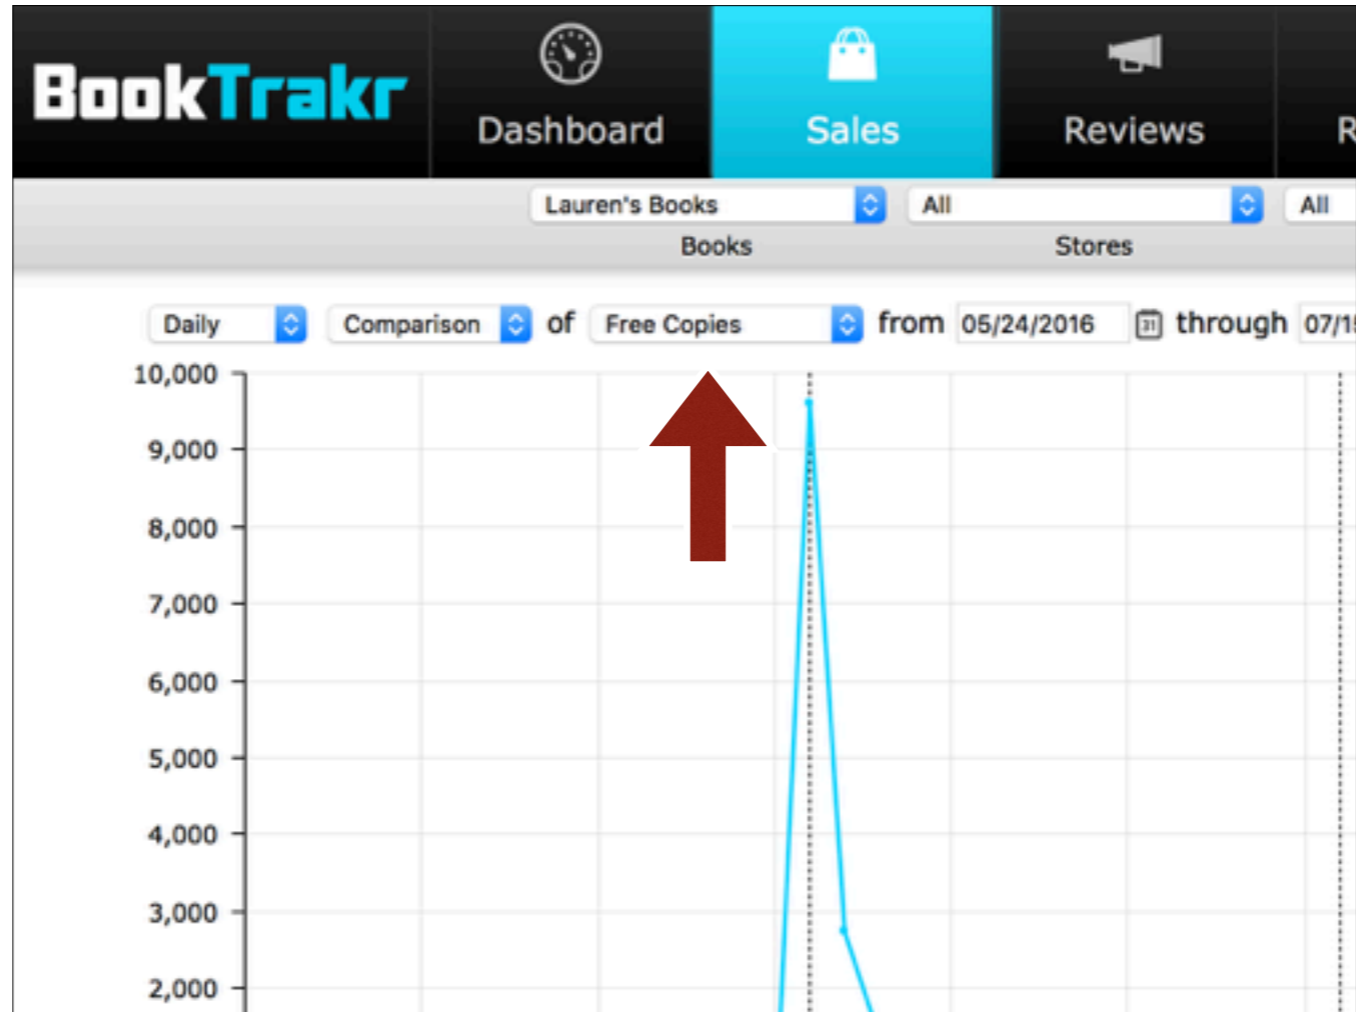 BookTrakr
Dashboard
Sales
Reviews
Lauren's Books
All
All
Books
Stores
Daily Comparison of Free Copies from 05/24/2016 31 through
10,000
9,000
8,000
7,000
6,000
5,000
4,000
3,000
2,000